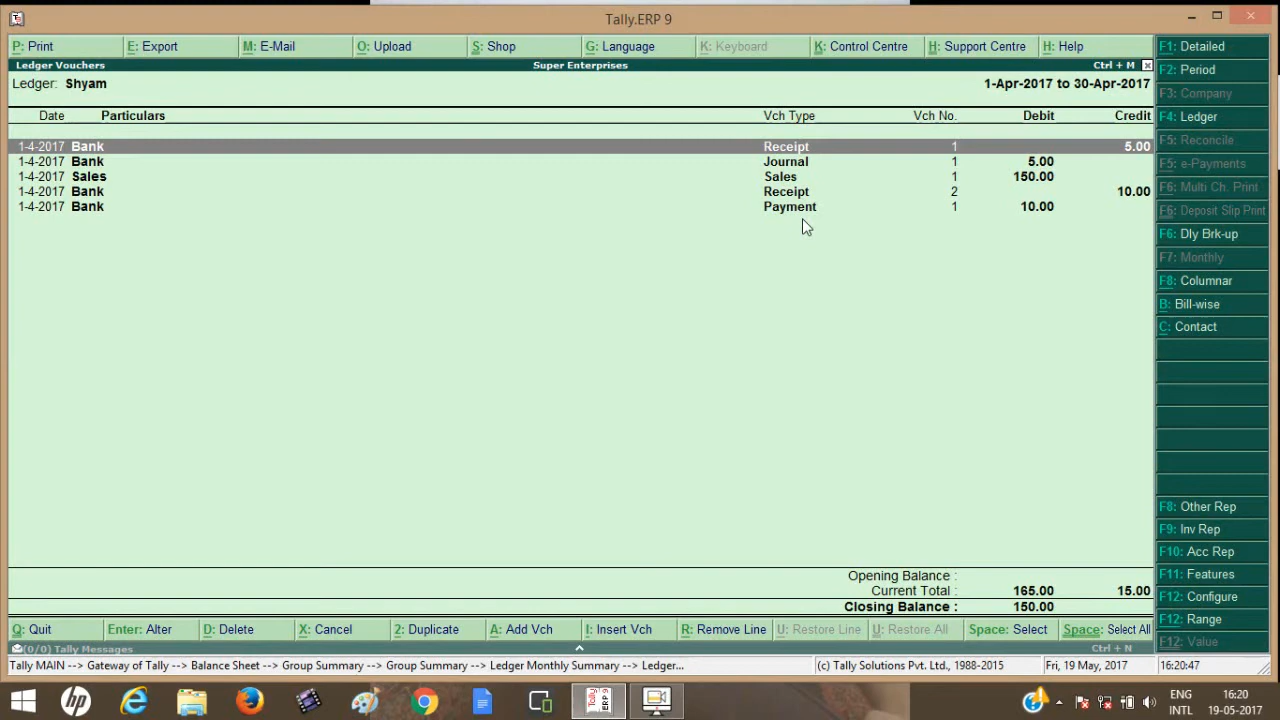 Tally.ERP 9
P: Print E: Export M: E-Mail O: Upload S: Shop G: Language K: Keyboard K: Control Centre H: Support Centre H: Help
Ledger Vouchers Super Enterprises Ctrl + M
Ledger: Shyam 1-Apr-2017 to 30-Apr-2017
Date Particulars Vch Type Vch No. Debit Credit
1-4-2017 Bank Receipt 1 5.00
1-4-2017 Bank Journal 1 5.00
1-4-2017 Sales Sales 1 150.00
1-4-2017 Bank Receipt 2 10.00
1-4-2017 Bank Payment 1 10.00
Opening Balance :
Current Total : 165.00 15.00
Closing Balance : 150.00
F1: Detailed
F2: Period
F3: Company
F4: Ledger
F5: Reconcile
F5: e-Payments
F6: Multi Ch. Print
F6: Deposit Slip Print
F6: Dly Brk-up
F7: Monthly
F8: Columnar
B: Bill-wise
C: Contact
F8: Other Rep
F9: Inv Rep
F10: Acc Rep
F11: Features
F12: Configure
F12: Range
F12: Value
Q: Quit Enter: Alter D: Delete X: Cancel 2: Duplicate A: Add Vch I: Insert Vch R: Remove Line U: Restore Line U: Restore All Space: Select Space: Select All
(0/0) Tally Messages Ctrl + N
Tally MAIN --> Gateway of Tally --> Balance Sheet --> Group Summary --> Group Summary --> Ledger Monthly Summary --> Ledger... (c) Tally Solutions Pvt. Ltd., 1988-2015 Fri, 19 May, 2017 16:20:47
ENG 16:20
INTL 19-05-2017